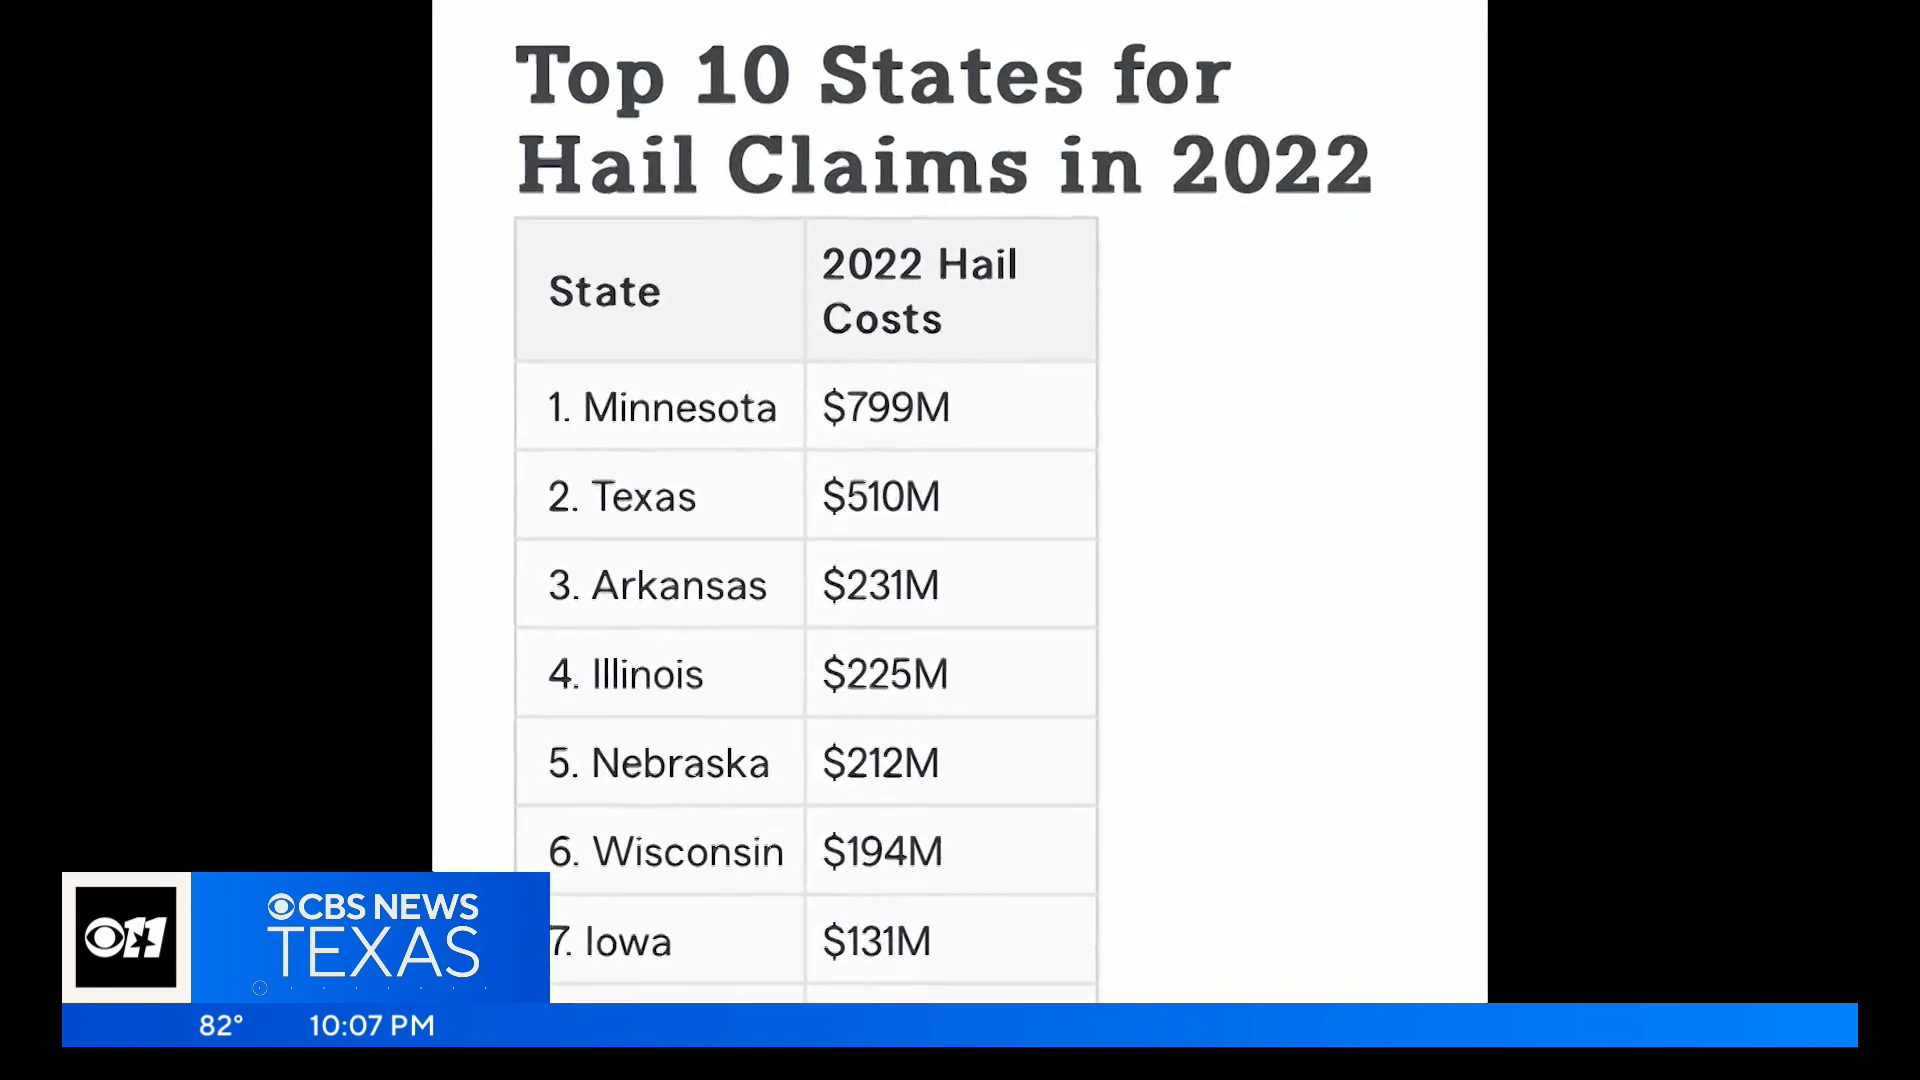 Top 10 States for
Hail Claims in 2022
State
2022 Hail
Costs
1. Minnesota $799M
2. Texas $510M
3. Arkansas $231M
4. Illinois $225M
5. Nebraska $212M
6. Wisconsin $194M
7. Iowa $131M
11
CBS NEWS
TEXAS
82° 10:07 PM